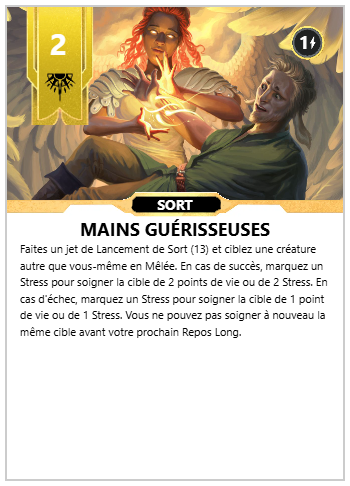 2
1
SORT
MAINS GUÉRISSEUSES
Faites un jet de Lancement de Sort (13) et ciblez une créature
autre que vous-même en Mêlée. En cas de succès, marquez un
Stress pour soigner la cible de 2 points de vie ou de 2 Stress. En
cas d'échec, marquez un Stress pour soigner la cible de 1 point
de vie ou de 1 Stress. Vous ne pouvez pas soigner à nouveau la
même cible avant votre prochain Repos Long.